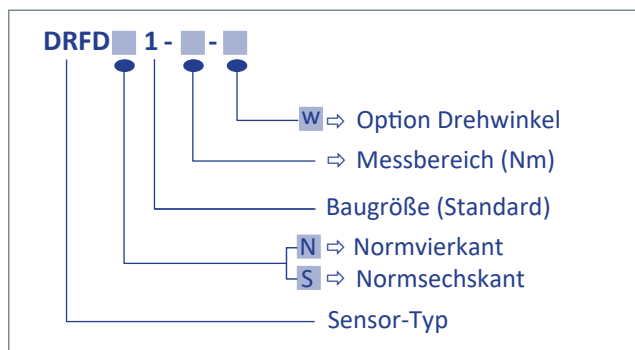 DRFD 1 - -
w ⇨ Option Drehwinkel
⇨ Messbereich (Nm)
Baugröße (Standard)
N ⇨ Normvierkant
S ⇨ Normsechskant
Sensor-Typ